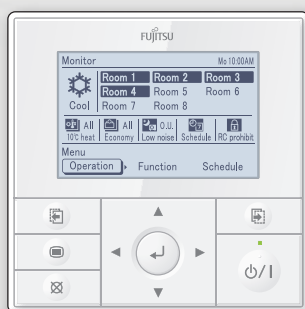 FUJITSU
Monitor Mo 10:00AM
Room 1 Room 2 Room 3
Room 4 Room 5 Room 6
Cool Room 7 Room 8
All All O.U.
10℃ heat Economy Low noise Schedule RC prohibit
Menu
Operation Function Schedule